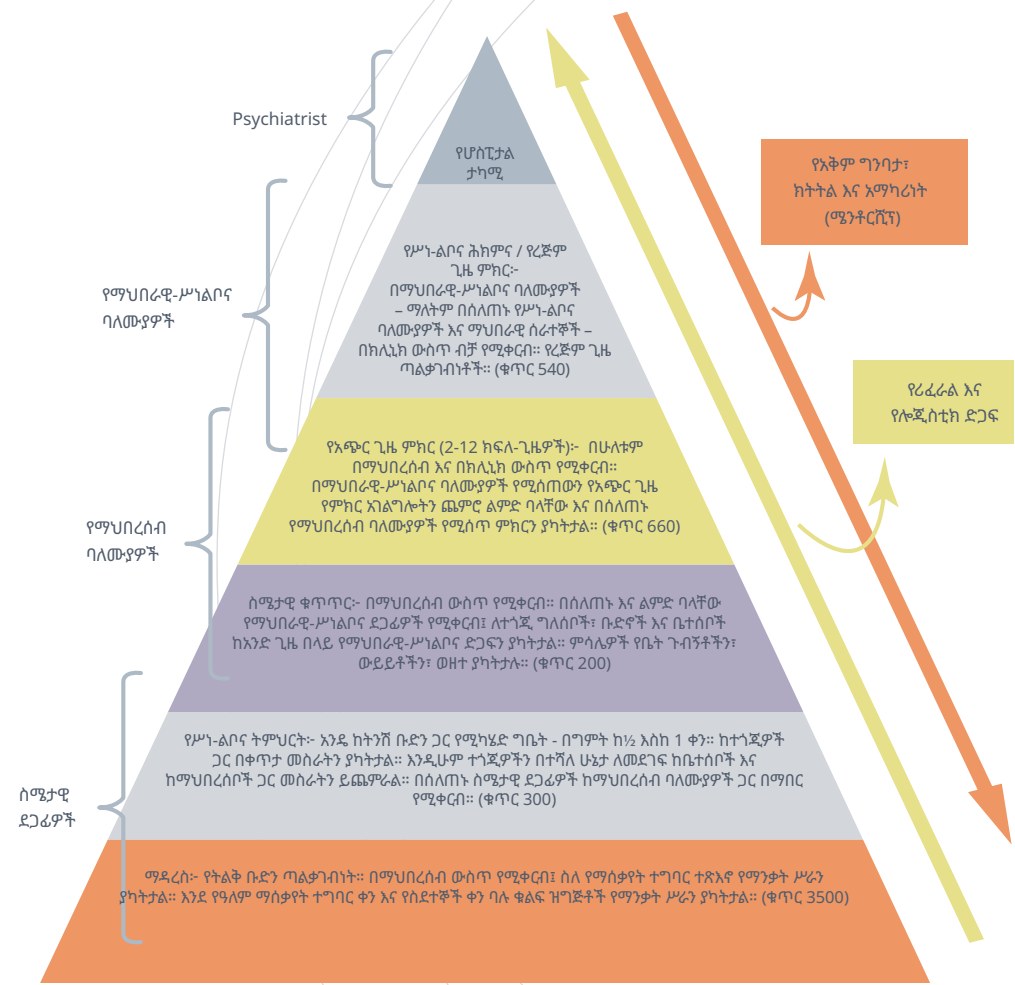 Psychiatrist
የሆስፒታል
ታካሚ
የማህበራዊ-ሥነልቦና
ባለሙያዎች
የሥነ-ልቦና ሕክምና / የረጅም
ጊዜ ምክር፦
በማህበራዊ-ሥነልቦና ባለሙያዎች
– ማለትም በሰለጠኑ የሥነ-ልቦና
ባለሙያዎች እና ማህበራዊ ሰራተኞች –
በክሊኒክ ውስጥ ብቻ የሚቀርብ። የረጅም ጊዜ
ጣልቃገብነቶች። (ቁጥር 540)
የማህበረሰብ
ባለሙያዎች
የአጭር ጊዜ ምክር (2-12 ክፍለ-ጊዜዎች)፦ በሁለቱም
በማህበረሰብ እና በክሊኒክ ውስጥ የሚቀርብ።
በማህበራዊ-ሥነልቦና ባለሙያዎች የሚሰጠውን የአጭር ጊዜ
የምክር አገልግሎትን ጨምሮ ልምድ ባላቸው እና በሰለጠኑ
የማህበረሰብ ባለሙያዎች የሚሰጥ ምክርን ያካትታል። (ቁጥር 660)
ስሜታዊ ቁጥጥር፦ በማህበረሰብ ውስጥ የሚቀርብ። በሰለጠኑ እና ልምድ ባላቸው
የማህበራዊ-ሥነልቦና ደጋፊዎች የሚቀርብ፤ ለተጎጂ ግለሰቦች፣ ቡድኖች እና ቤተሰቦች
ከአንድ ጊዜ በላይ የማህበራዊ-ሥነልቦና ድጋፍን ያካትታል። ምሳሌዎች የቤት ጉብኝቶችን፣
ውይይቶችን፣ ወዘተ ያካትታሉ። (ቁጥር 200)
ስሜታዊ
ደጋፊዎች
የሥነ-ልቦና ትምህርት፦ አንዴ ከትንሽ ቡድን ጋር የሚካሄድ ግቤት - በግምት ከ½ እስከ 1 ቀን። ከተጎጂዎች
ጋር በቀጥታ መስራትን ያካትታል። እንዲሁም ተጎጂዎችን በተሻለ ሁኔታ ለመደገፍ ከቤተሰቦች እና
ከማህበረሰቦች ጋር መስራትን ይጨምራል። በሰለጠኑ ስሜታዊ ደጋፊዎች ከማህበረሰብ ባለሙያዎች ጋር በማበር
የሚቀርብ። (ቁጥር 300)
ማዳረስ፦ የትልቅ ቡድን ጣልቃገብነት። በማህበረሰብ ውስጥ የሚቀርብ፤ ስለ የማሰቃየት ተግባር ተጽእኖ የማንቃት ሥራን
ያካትታል። እንደ የዓለም ማሰቃየት ተግባር ቀን እና የስደተኞች ቀን ባሉ ቁልፍ ዝግጅቶች የማንቃት ሥራን ያካትታል። (ቁጥር 3500)
የአቅም ግንባታ፣
ክትትል እና አማካሪነት
(ሜንቶርሺፕ)
የሪፈራል እና
የሎጂስቲክ ድጋፍ